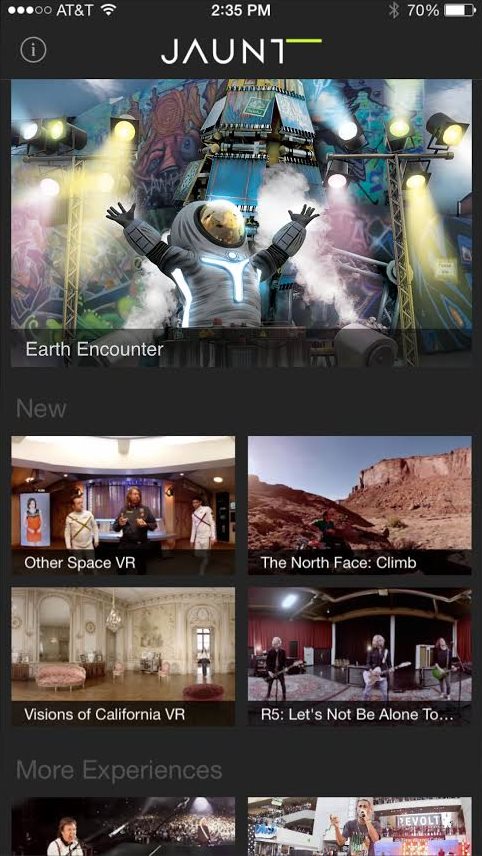 AT&T
2:35 PM
70%
i
JAUNT
Earth Encounter
New
Other Space VR
The North Face: Climb
Visions of California VR
R5: Let's Not Be Alone To…
More Experiences
REVOLT